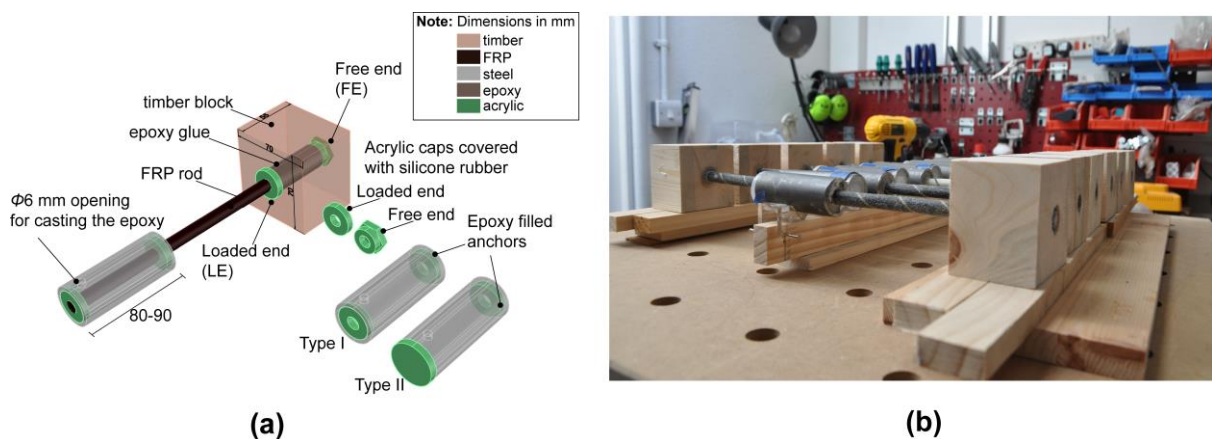 Note: Dimensions in mm
timber
FRP
steel
epoxy
acrylic
Free end
(FE)
timber block
epoxy glue
70
Acrylic caps covered
with silicone rubber
FRP rod
Loaded end
Φ6 mm opening
for casting the epoxy
Free end
Loaded end
(LE)
Epoxy filled
anchors
80-90
Type I
Type II
(a)
(b)